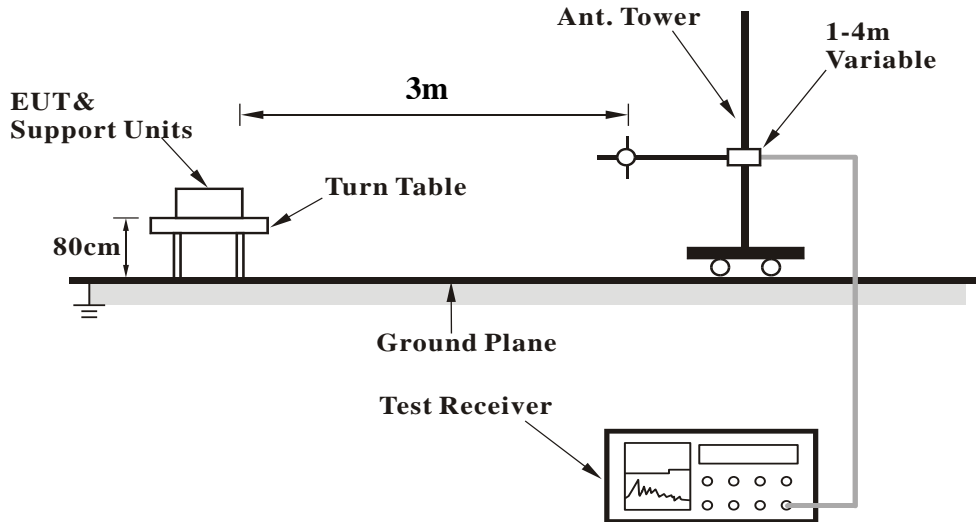 Ant. Tower
1-4m
Variable
3m
EUT&
Support Units
Turn Table
80cm
Ground Plane
Test Receiver